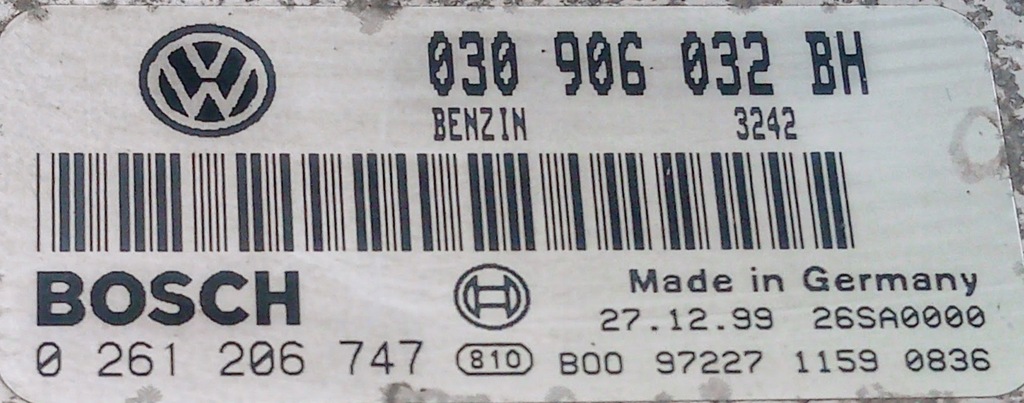 030 906 032 BH
BENZIN 3242
BOSCH
Made in Germany
27.12.99 26SA0000
0 261 206 747 810 B00 97227 1159 0836